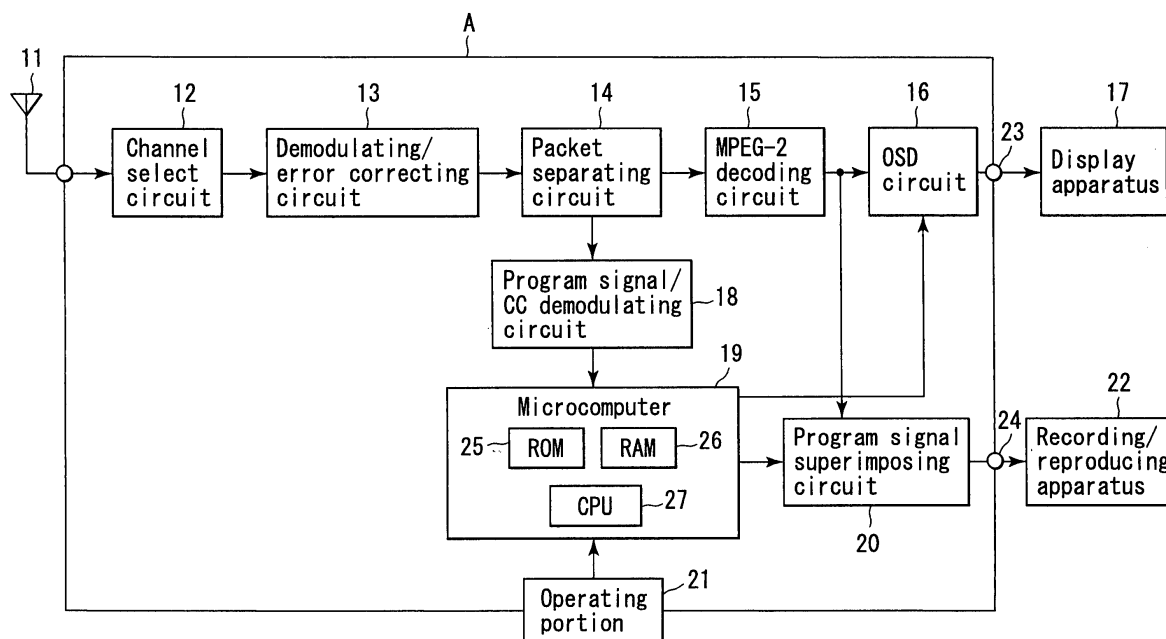 A
11
12
13
14
15
16
17
23
Channel
select
circuit
Demodulating/
error correcting
circuit
Packet
separating
circuit
MPEG-2
decoding
circuit
OSD
circuit
Display
apparatus
Program signal/
CC demodulating
circuit
18
19
Microcomputer
25
ROM
RAM
26
CPU
27
Program signal
superimposing
circuit
20
24
22
Recording/
reproducing
apparatus
21
Operating
portion